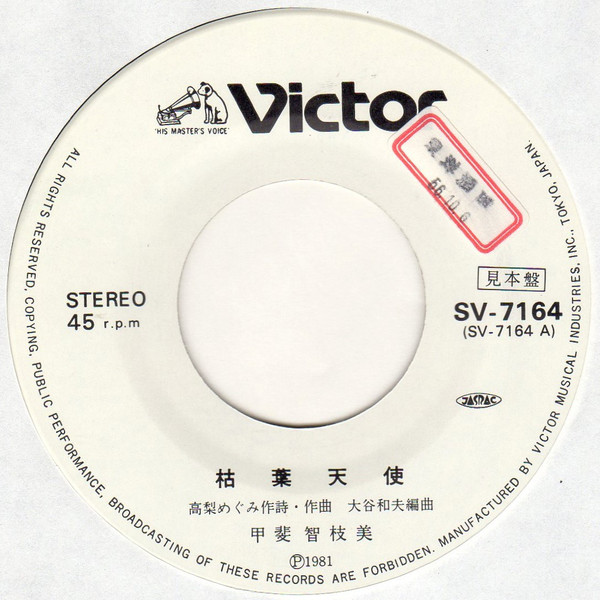 'HIS MASTER'S VOICE'
Victor
56.10.6
見本盤
STEREO
45 r.p.m
SV-7164
(SV-7164 A)
JASRAC
枯葉天使
高梨めぐみ作詩・作曲 大谷和夫編曲
甲斐智枝美
Ⓟ1981
ALL RIGHTS RESERVED, COPYING, PUBLIC PERFORMANCE, BROADCASTING OF THESE RECORDS ARE FORBIDDEN. MANUFACTURED BY VICTOR MUSICAL INDUSTRIES, INC., TOKYO, JAPAN.